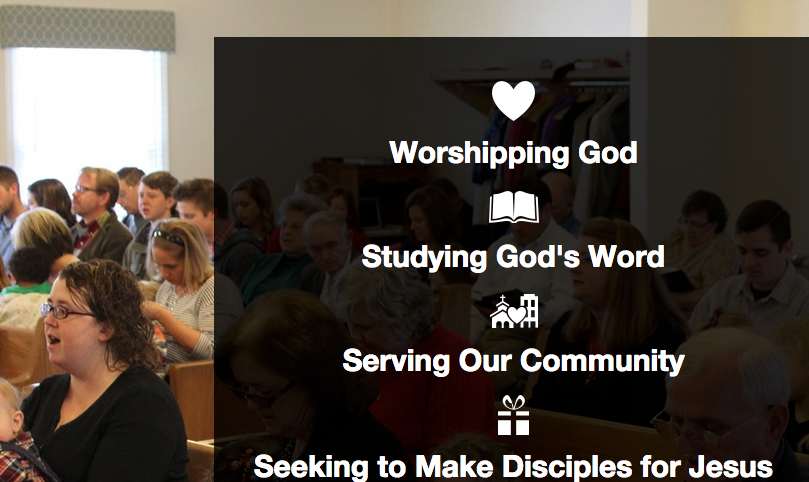 Worshipping God
Studying God's Word
Serving Our Community
Seeking to Make Disciples for Jesus